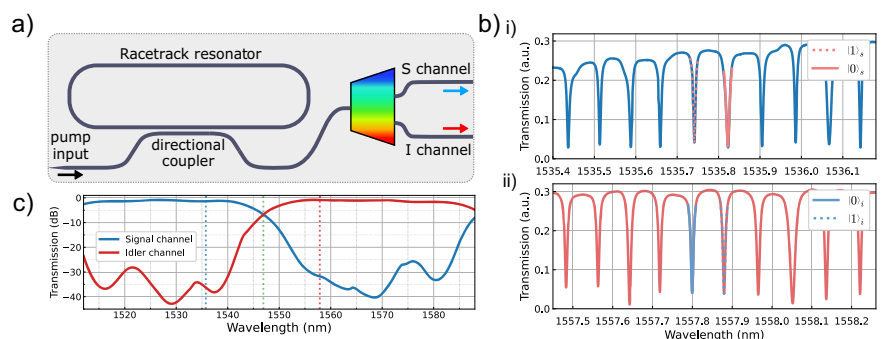 a)
Racetrack resonator
S channel
pump
input
directional
coupler
I channel
b) i)
Transmission (a.u.)
0.3
0.2
0.1
0.0
|1⟩s
|0⟩s
1535.4 1535.5 1535.6 1535.7 1535.8 1535.9 1536.0 1536.1
ii)
Transmission (a.u.)
0.3
0.2
0.1
0.0
|0⟩i
|1⟩i
1557.5 1557.6 1557.7 1557.8 1557.9 1558.0 1558.1 1558.2
Wavelength (nm)
c)
Transmission (dB)
0
−10
−20
−30
−40
Signal channel
Idler channel
1520 1530 1540 1550 1560 1570 1580
Wavelength (nm)